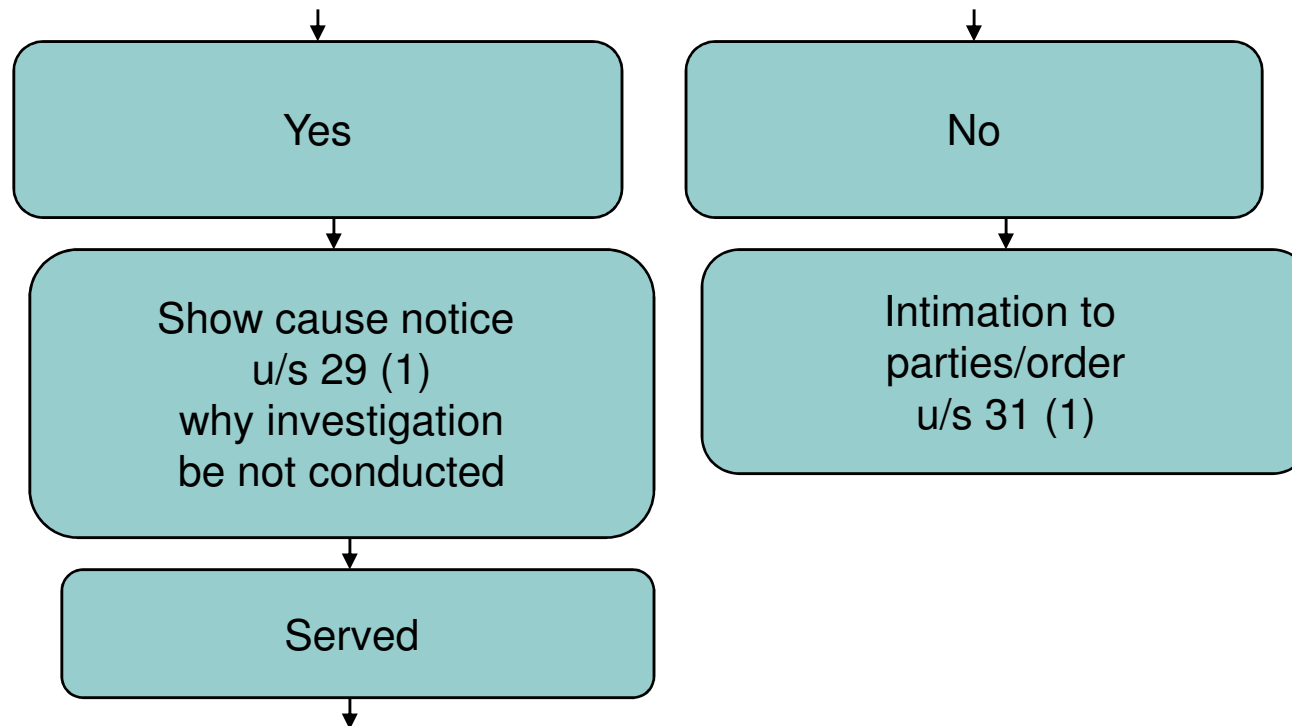 Yes
No
Show cause notice
u/s 29 (1)
why investigation
be not conducted
Intimation to
parties/order
u/s 31 (1)
Served